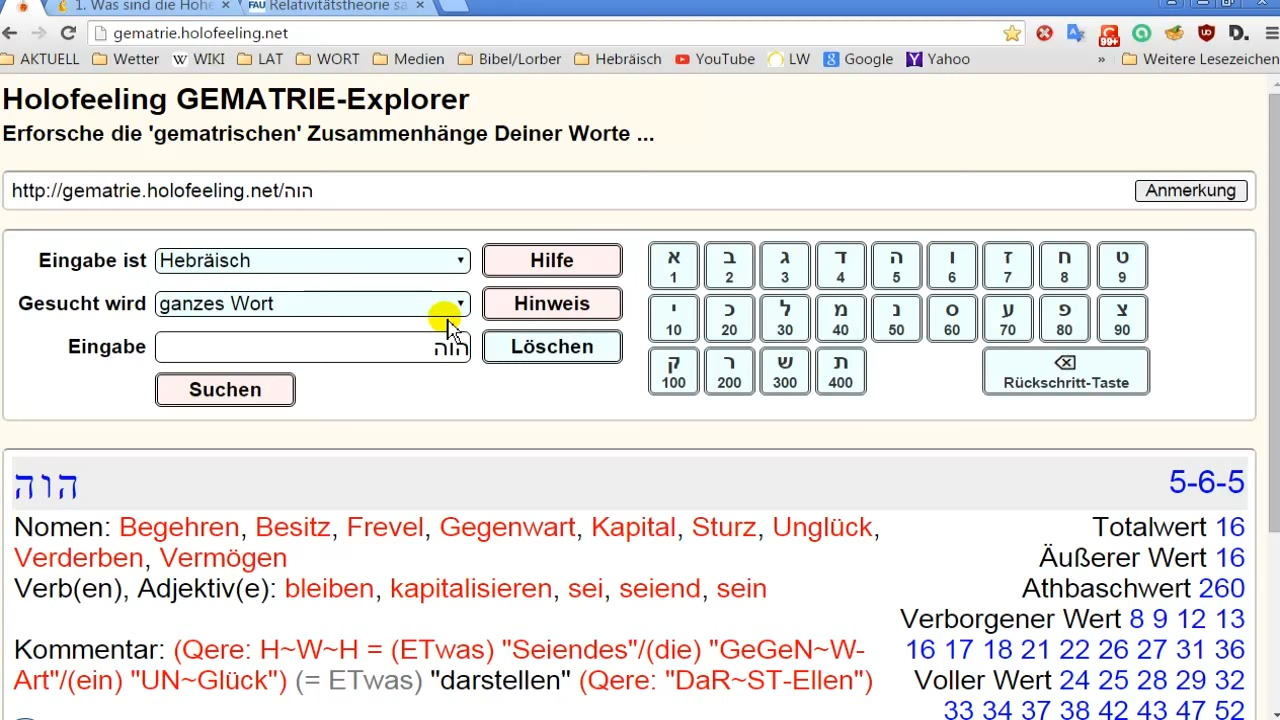 1. Was sind die Hohe × FAU Relativitätstheorie sa ×
gematrie.holofeeling.net
99+
AKTUELL Wetter W WIKI LAT WORT Medien Bibel/Lorber Hebräisch YouTube LW Google Yahoo » Weitere Lesezeichen
Holofeeling GEMATRIE-Explorer
Erforsche die 'gematrischen' Zusammenhänge Deiner Worte ...
http://gematrie.holofeeling.net/הוה Anmerkung
Eingabe ist Hebräisch Hilfe
Gesucht wird ganzes Wort Hinweis
Eingabe הוה Löschen
Suchen
א ב ג ד ה ו ז ח ט
1 2 3 4 5 6 7 8 9
י כ ל מ נ ס ע פ צ
10 20 30 40 50 60 70 80 90
ק ר ש ת
100 200 300 400 Rückschritt-Taste
הוה 5-6-5
Nomen: Begehren, Besitz, Frevel, Gegenwart, Kapital, Sturz, Unglück,
Verderben, Vermögen
Verb(en), Adjektiv(e): bleiben, kapitalisieren, sei, seiend, sein
Kommentar: (Qere: H~W~H = (ETwas) "Seiendes"/(die) "GeGeN~W-
Art"/(ein) "UN~Glück") (= ETwas) "darstellen" (Qere: "DaR~ST-Ellen")
Totalwert 16
Äußerer Wert 16
Athbaschwert 260
Verborgener Wert 8 9 12 13
16 17 18 21 22 26 27 31 36
Voller Wert 24 25 28 29 32
33 34 37 38 42 43 47 52